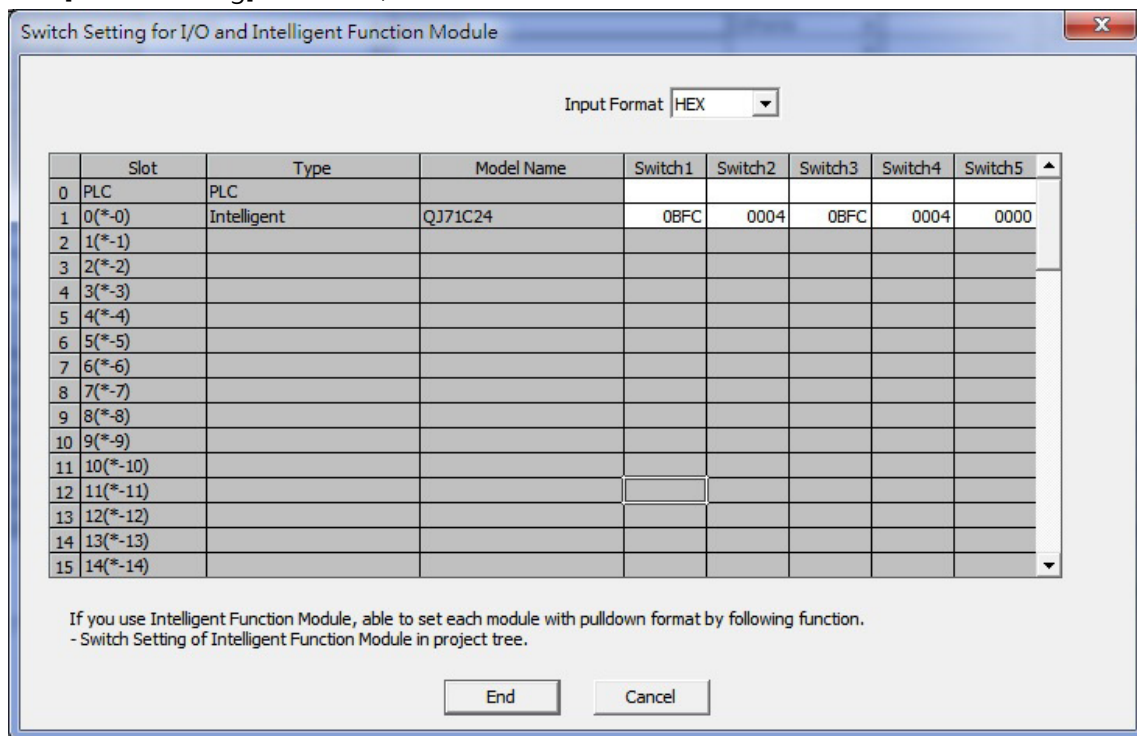 Switch Setting for I/O and Intelligent Function Module
Input Format HEX
Slot Type Model Name Switch1 Switch2 Switch3 Switch4 Switch5
0 PLC PLC
1 0(*-0) Intelligent QJ71C24 0BFC 0004 0BFC 0004 0000
2 1(*-1)
3 2(*-2)
4 3(*-3)
5 4(*-4)
6 5(*-5)
7 6(*-6)
8 7(*-7)
9 8(*-8)
10 9(*-9)
11 10(*-10)
12 11(*-11)
13 12(*-12)
14 13(*-13)
15 14(*-14)
If you use Intelligent Function Module, able to set each module with pulldown format by following function.
- Switch Setting of Intelligent Function Module in project tree.
End Cancel